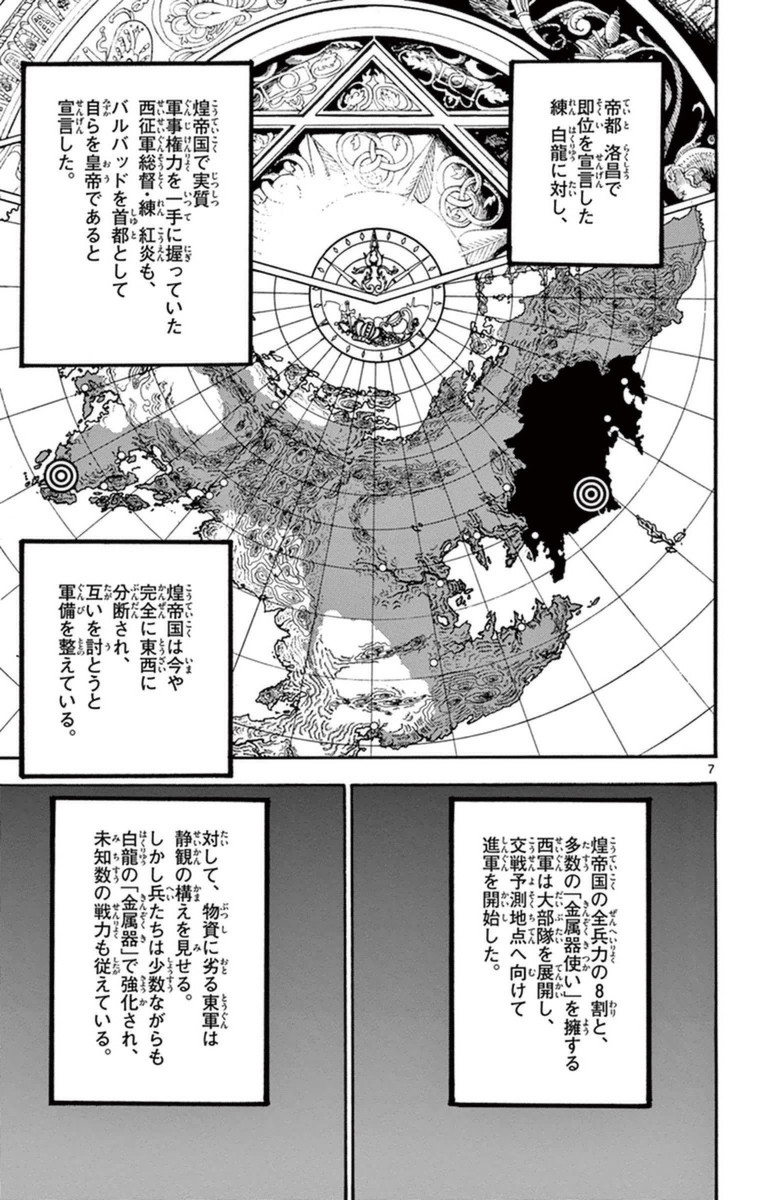 帝都 洛昌で
即位を宣言した
練 白龍に対し、
煌帝国で実質
軍事権力を一手に握っていた
西征軍総督・練 紅炎も、
バルバッドを首都として
自らを皇帝であると
宣言した。
煌帝国は今や
完全に東西に
分断され、
互いを討とうと
軍備を整えている。
7
煌帝国の全兵力の8割と、
多数の「金属器使い」を擁する
西軍は大部隊を展開し、
交戦予測地点へ向けて
進軍を開始した。
対して、物資に劣る東軍は
静観の構えを見せる。
しかし兵たちは少数ながらも
白龍の「金属器」で強化され、
未知数の戦力も従えている。